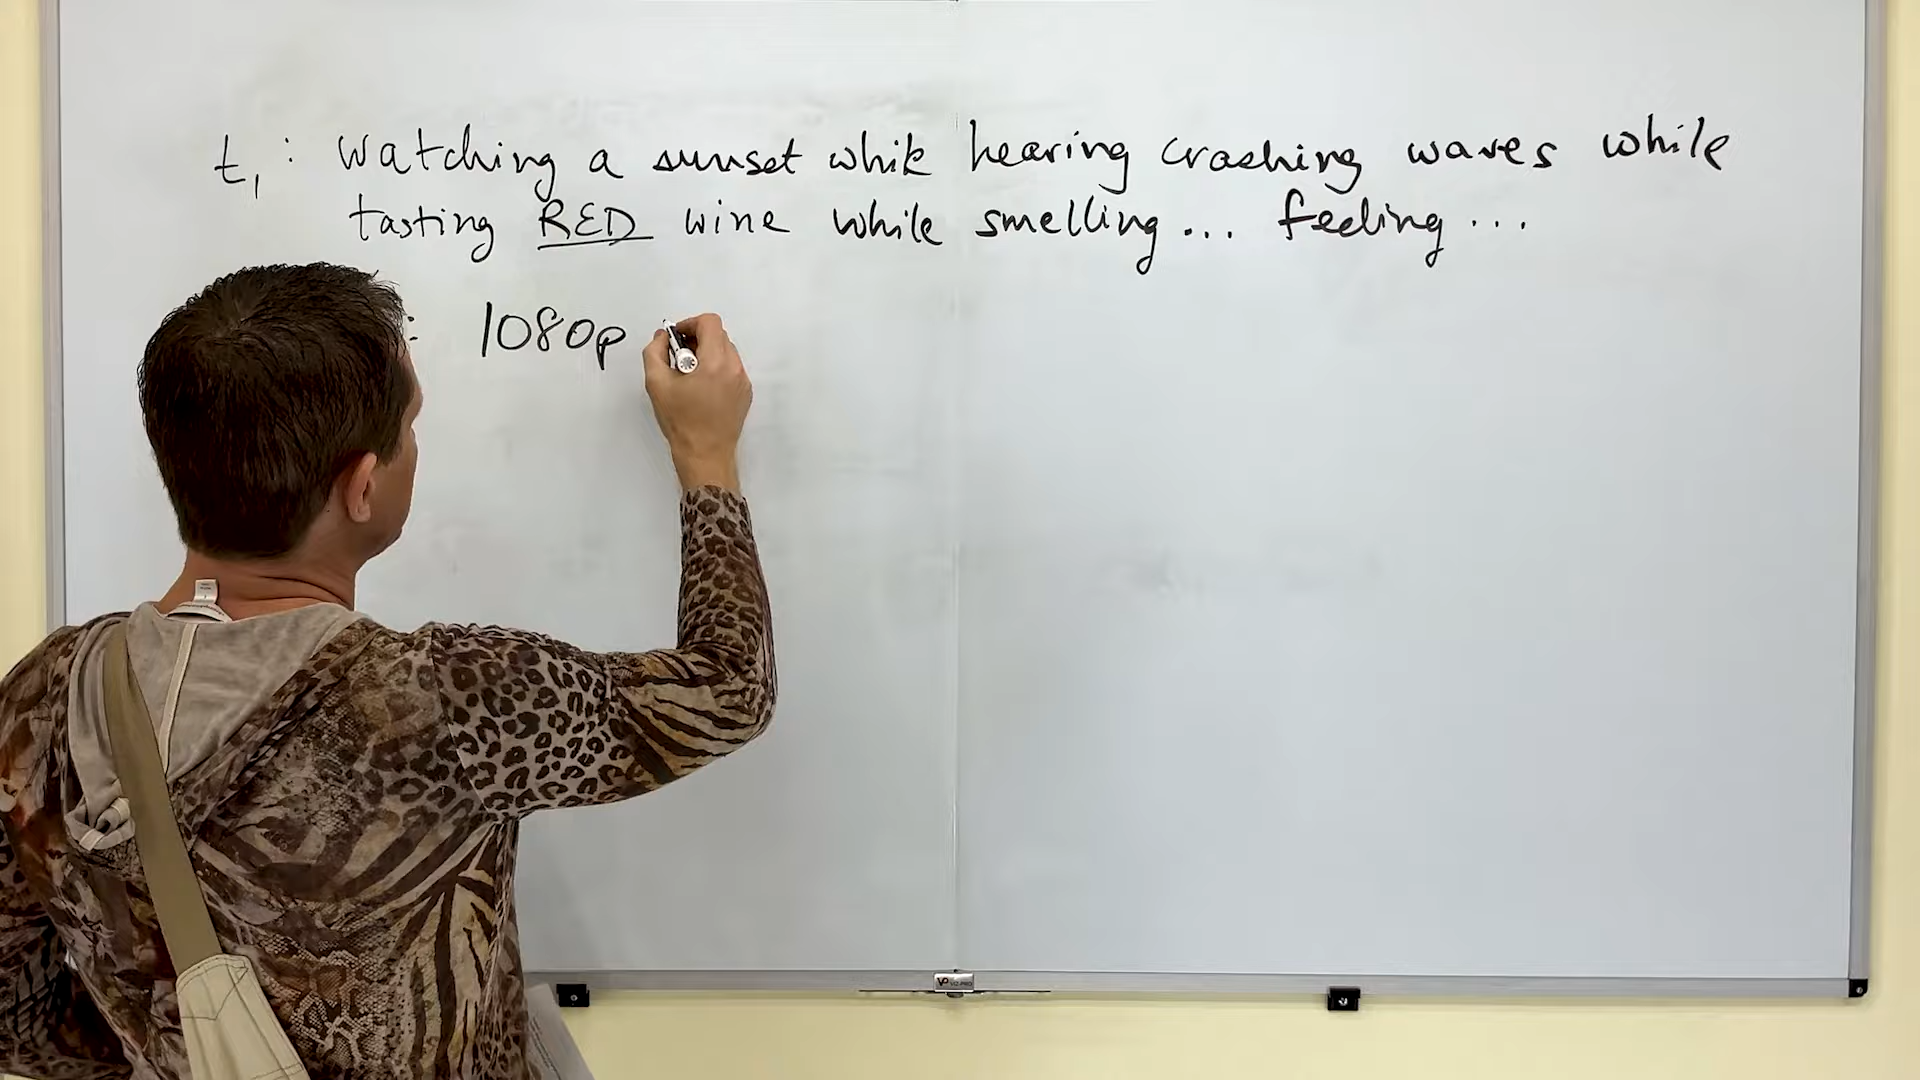 t₁ : watching a sunset while hearing crashing waves while
tasting RED wine while smelling... feeling...
: 1080p